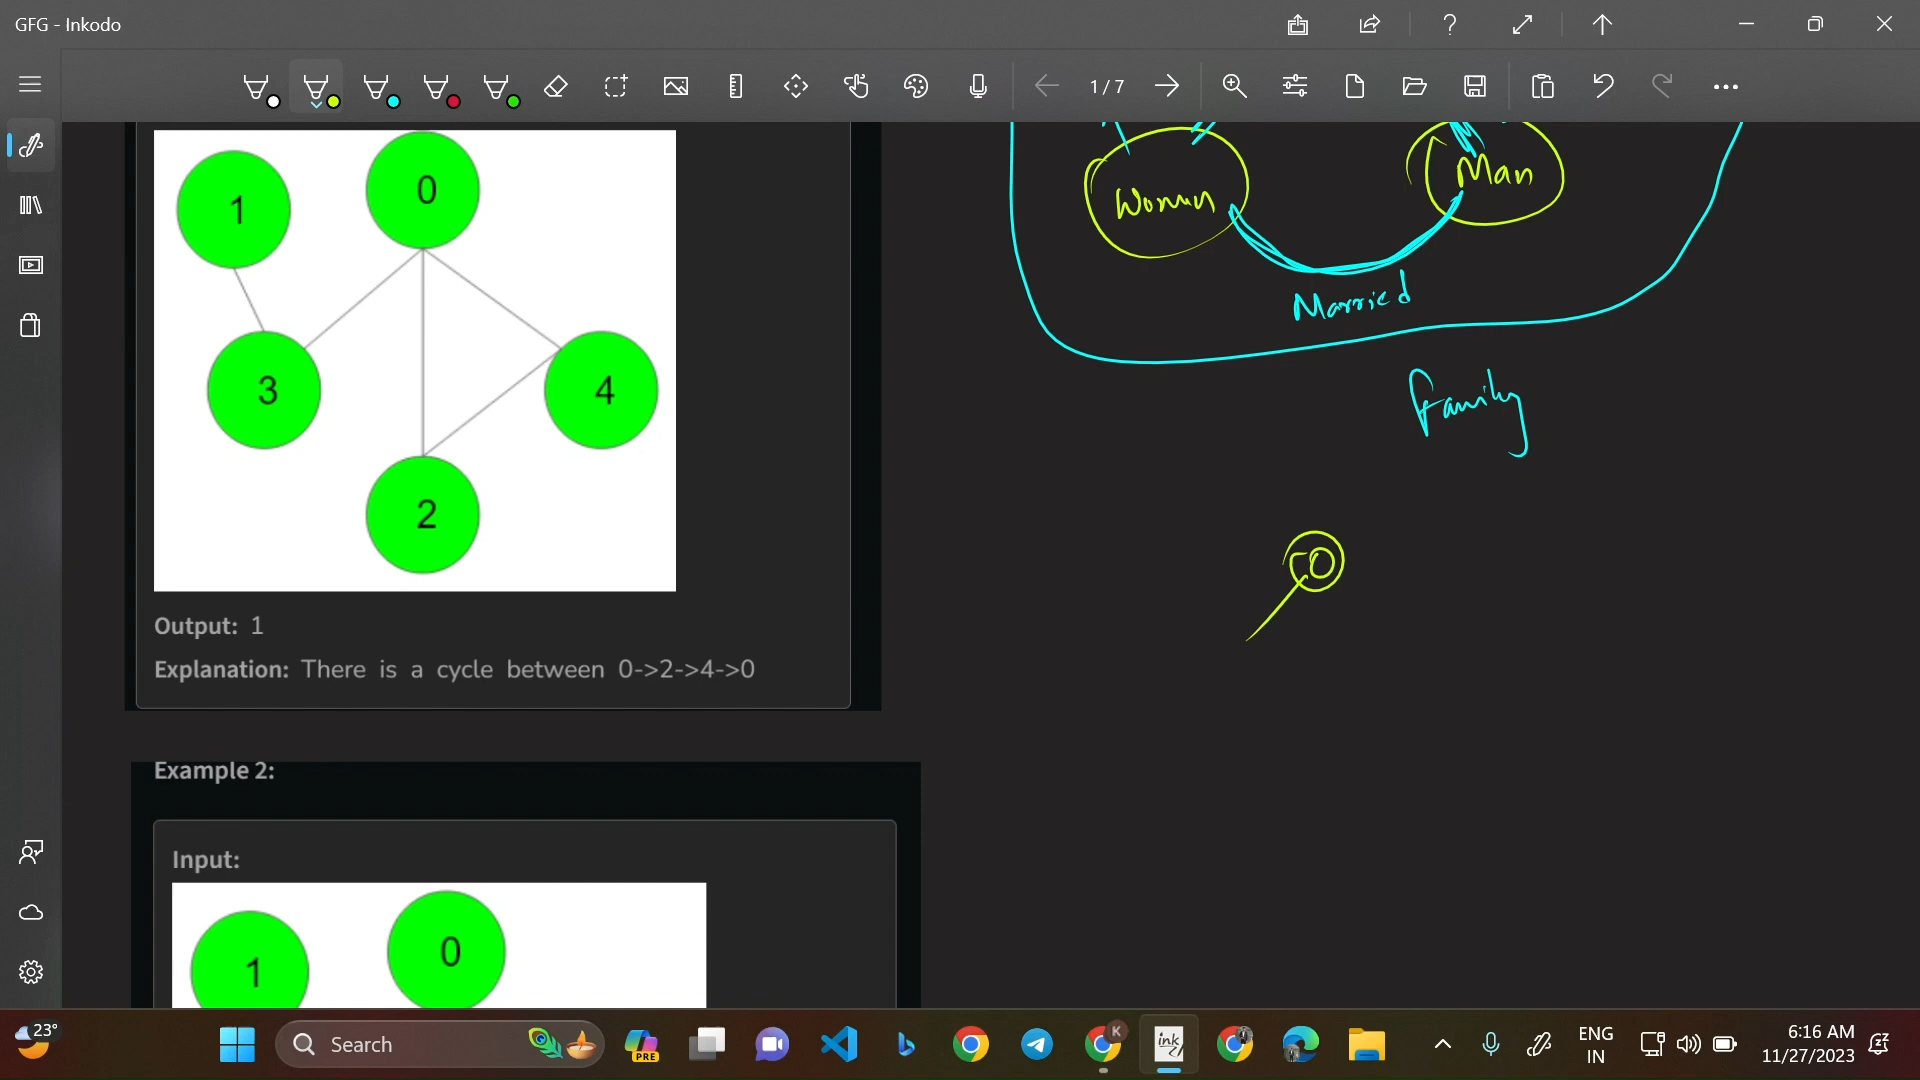 GFG - Inkodo
1 / 7
1
0
3
4
2
Output: 1
Explanation: There is a cycle between 0->2->4->0
Example 2:
Input:
1
0
Woman
Man
Married
Family
0
23°
Search
PRE
K
ink
ENG
IN
6:16 AM
11/27/2023